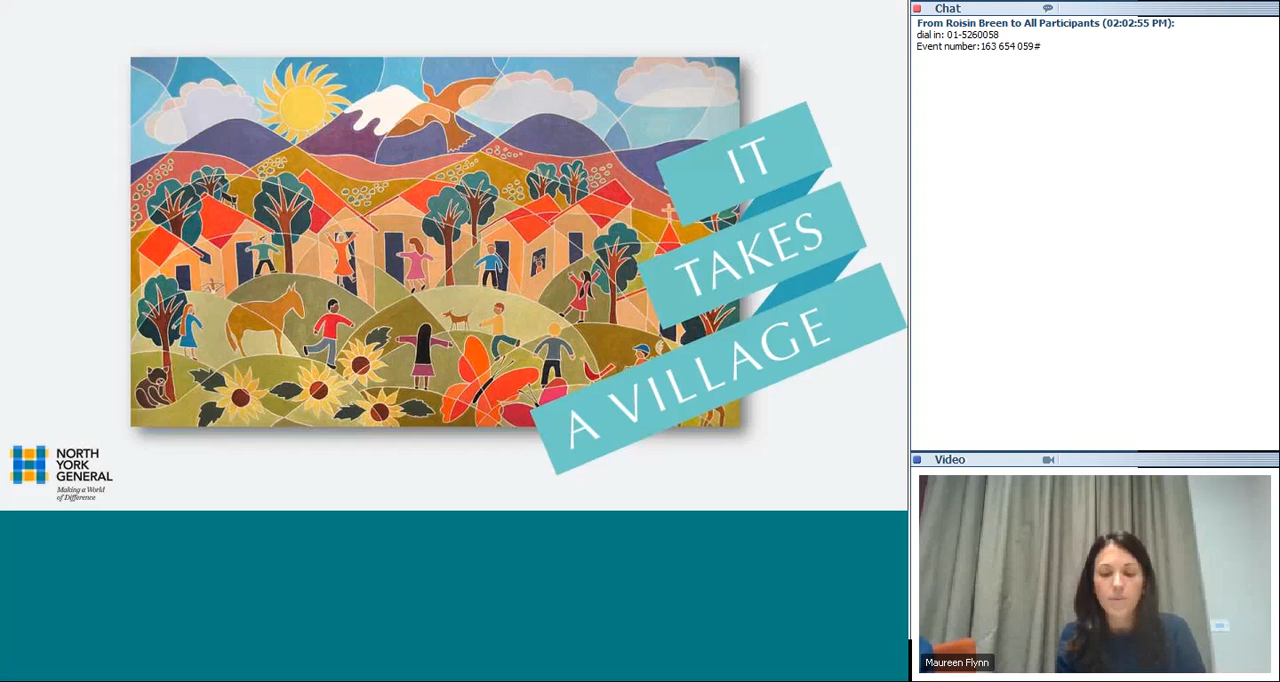 IT
TAKES
A VILLAGE
NORTH
YORK
GENERAL
Making a World
of Difference
Chat
From Roisin Breen to All Participants (02:02:55 PM):
dial in: 01-5260058
Event number:163 654 059#
Video
Maureen Flynn